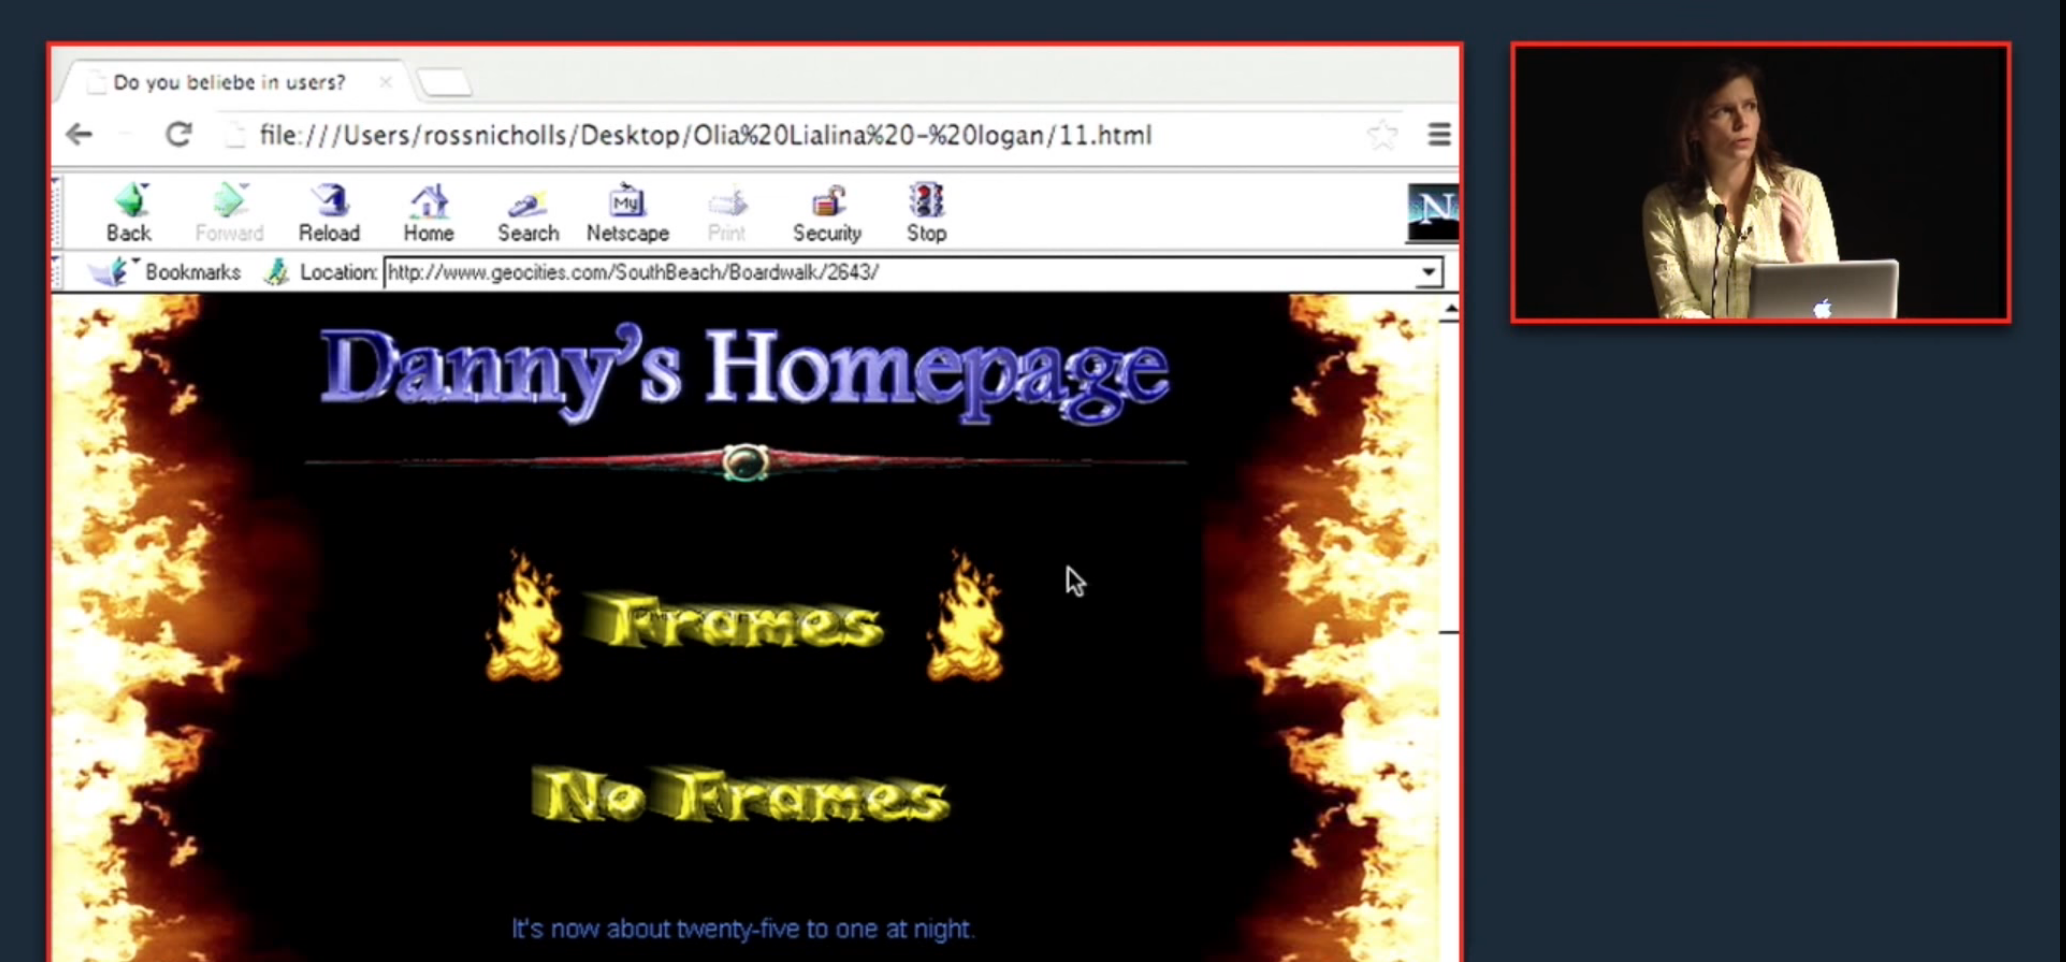 Do you beliebe in users?
file:///Users/rossnicholls/Desktop/Olia%20Lialina%20-%20logan/11.html
Back Forward Reload Home Search My Netscape Print Security Stop
N
Bookmarks Location: http://www.geocities.com/SouthBeach/Boardwalk/2643/
Danny's Homepage
Frames
No Frames
It's now about twenty-five to one at night.